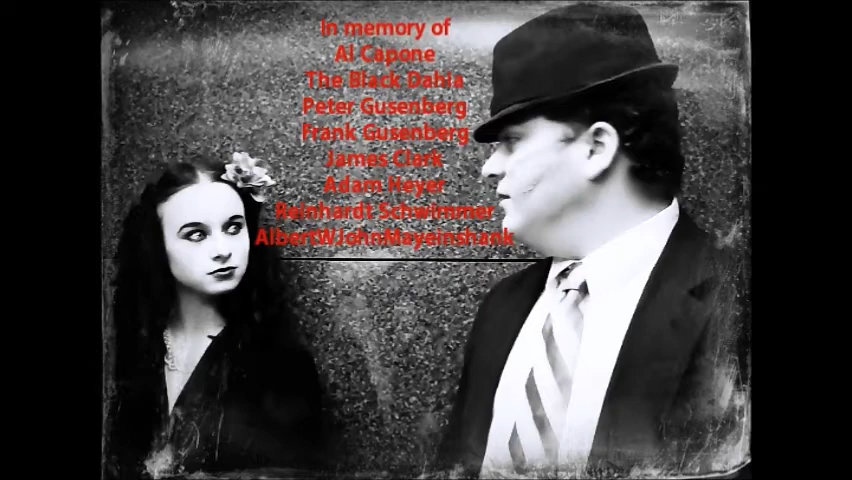 In memory of
Al Capone
The Black Dahlia
Peter Gusenberg
Frank Gusenberg
James Clark
Adam Heyer
Reinhardt Schwimmer
AlbertWJohnMayeinshank